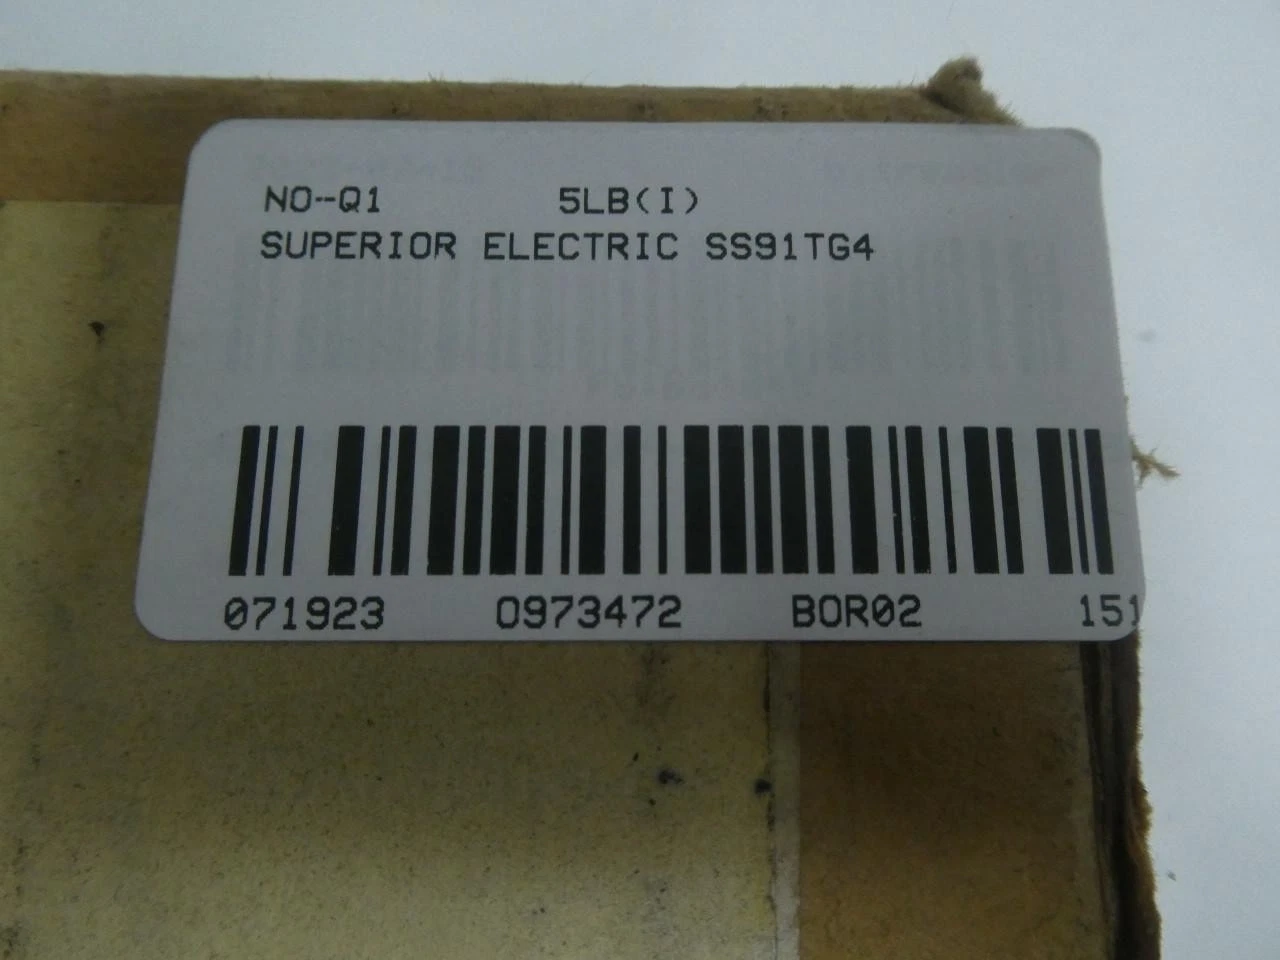 NO--Q1 5LB(I)
SUPERIOR ELECTRIC SS91TG4
071923 0973472 BOR02 151